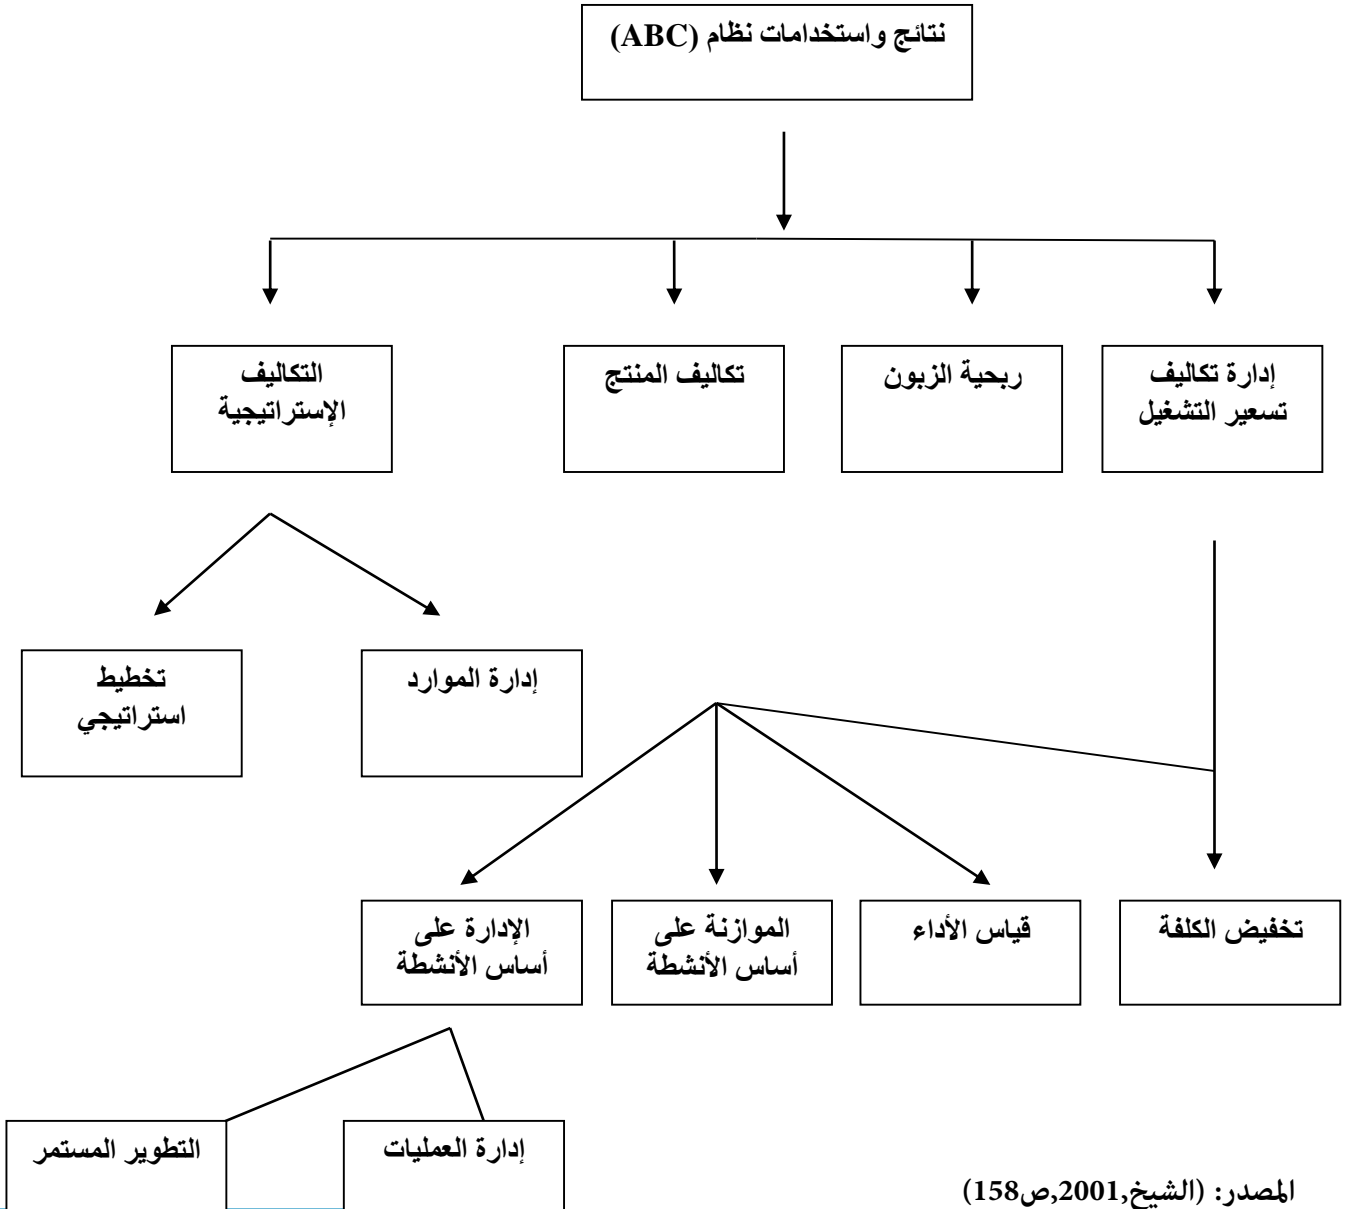 نتائج واستخدامات نظام (ABC)
إدارة تكاليف
تسعير التشغيل
ربحية الزبون
تكاليف المنتج
التكاليف
الإستراتيجية
إدارة الموارد
تخطيط
استراتيجي
تخفيض الكلفة
قياس الأداء
الموازنة على
أساس الأنشطة
الإدارة على
أساس الأنشطة
إدارة العمليات
التطوير المستمر
المصدر: (الشيخ,2001,ص158)